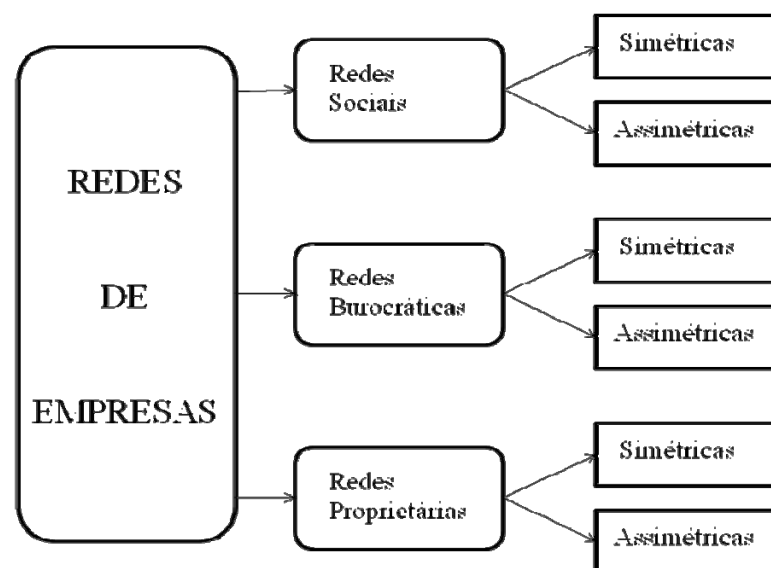 REDES
DE
EMPRESAS
Redes
Sociais
Simétricas
Assimétricas
Redes
Burocráticas
Simétricas
Assimétricas
Redes
Proprietárias
Simétricas
Assimétricas